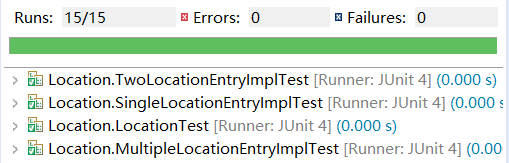 Runs: 15/15 Errors: 0 Failures: 0
Location.TwoLocationEntryImplTest [Runner: JUnit 4] (0.000 s)
Location.SingleLocationEntryImplTest [Runner: JUnit 4] (0.000 s)
Location.LocationTest [Runner: JUnit 4] (0.000 s)
Location.MultipleLocationEntryImplTest [Runner: JUnit 4] (0.000 s)